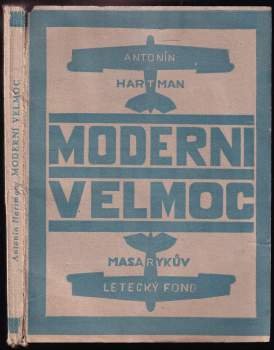 Antonín Hartman: MODERNÍ VELMOC
ANTONÍN
HARTMAN
MODERNÍ
VELMOC
MASARYKŮV
LETECKÝ FOND